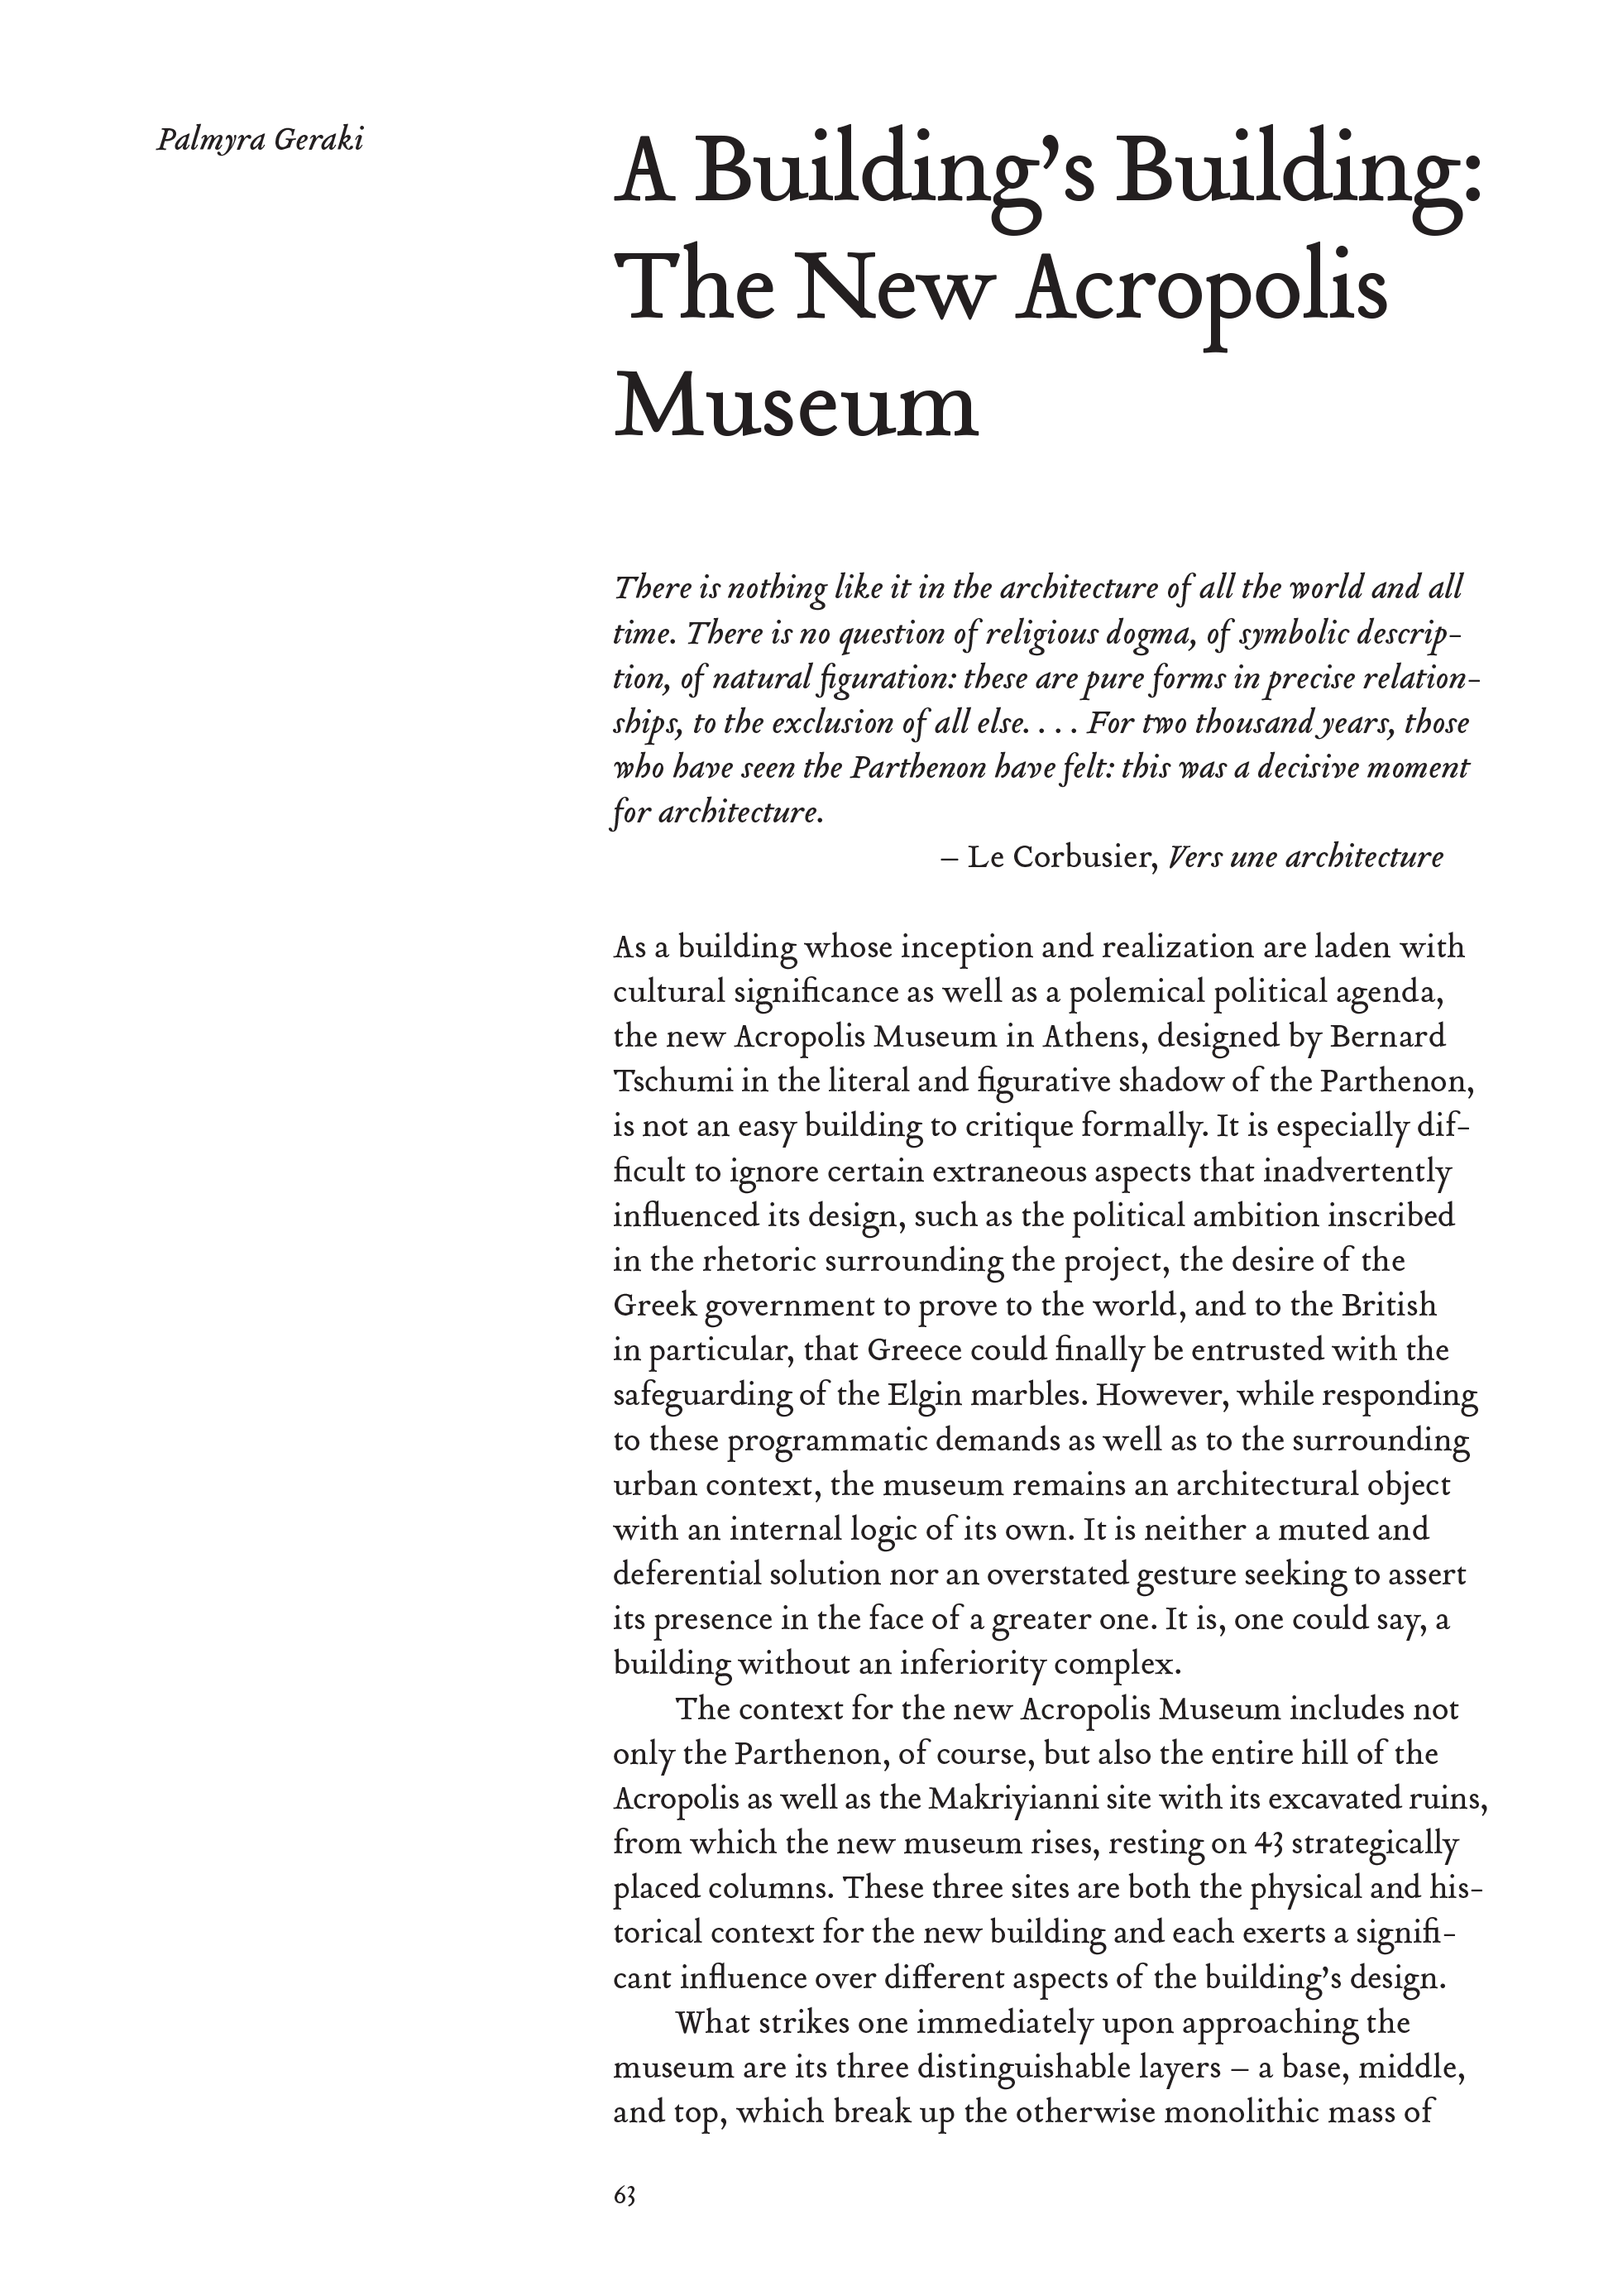 Palmyra Geraki
A Building’s Building:
The New Acropolis
Museum
There is nothing like it in the architecture of all the world and all
time. There is no question of religious dogma, of symbolic descrip-
tion, of natural figuration: these are pure forms in precise relation-
ships, to the exclusion of all else. . . . For two thousand years, those
who have seen the Parthenon have felt: this was a decisive moment
for architecture.
– Le Corbusier, Vers une architecture
As a building whose inception and realization are laden with
cultural significance as well as a polemical political agenda,
the new Acropolis Museum in Athens, designed by Bernard
Tschumi in the literal and figurative shadow of the Parthenon,
is not an easy building to critique formally. It is especially dif-
ficult to ignore certain extraneous aspects that inadvertently
influenced its design, such as the political ambition inscribed
in the rhetoric surrounding the project, the desire of the
Greek government to prove to the world, and to the British
in particular, that Greece could finally be entrusted with the
safeguarding of the Elgin marbles. However, while responding
to these programmatic demands as well as to the surrounding
urban context, the museum remains an architectural object
with an internal logic of its own. It is neither a muted and
deferential solution nor an overstated gesture seeking to assert
its presence in the face of a greater one. It is, one could say, a
building without an inferiority complex.
The context for the new Acropolis Museum includes not
only the Parthenon, of course, but also the entire hill of the
Acropolis as well as the Makriyianni site with its excavated ruins,
from which the new museum rises, resting on 43 strategically
placed columns. These three sites are both the physical and his-
torical context for the new building and each exerts a signifi-
cant influence over different aspects of the building’s design.
What strikes one immediately upon approaching the
museum are its three distinguishable layers – a base, middle,
and top, which break up the otherwise monolithic mass of
63